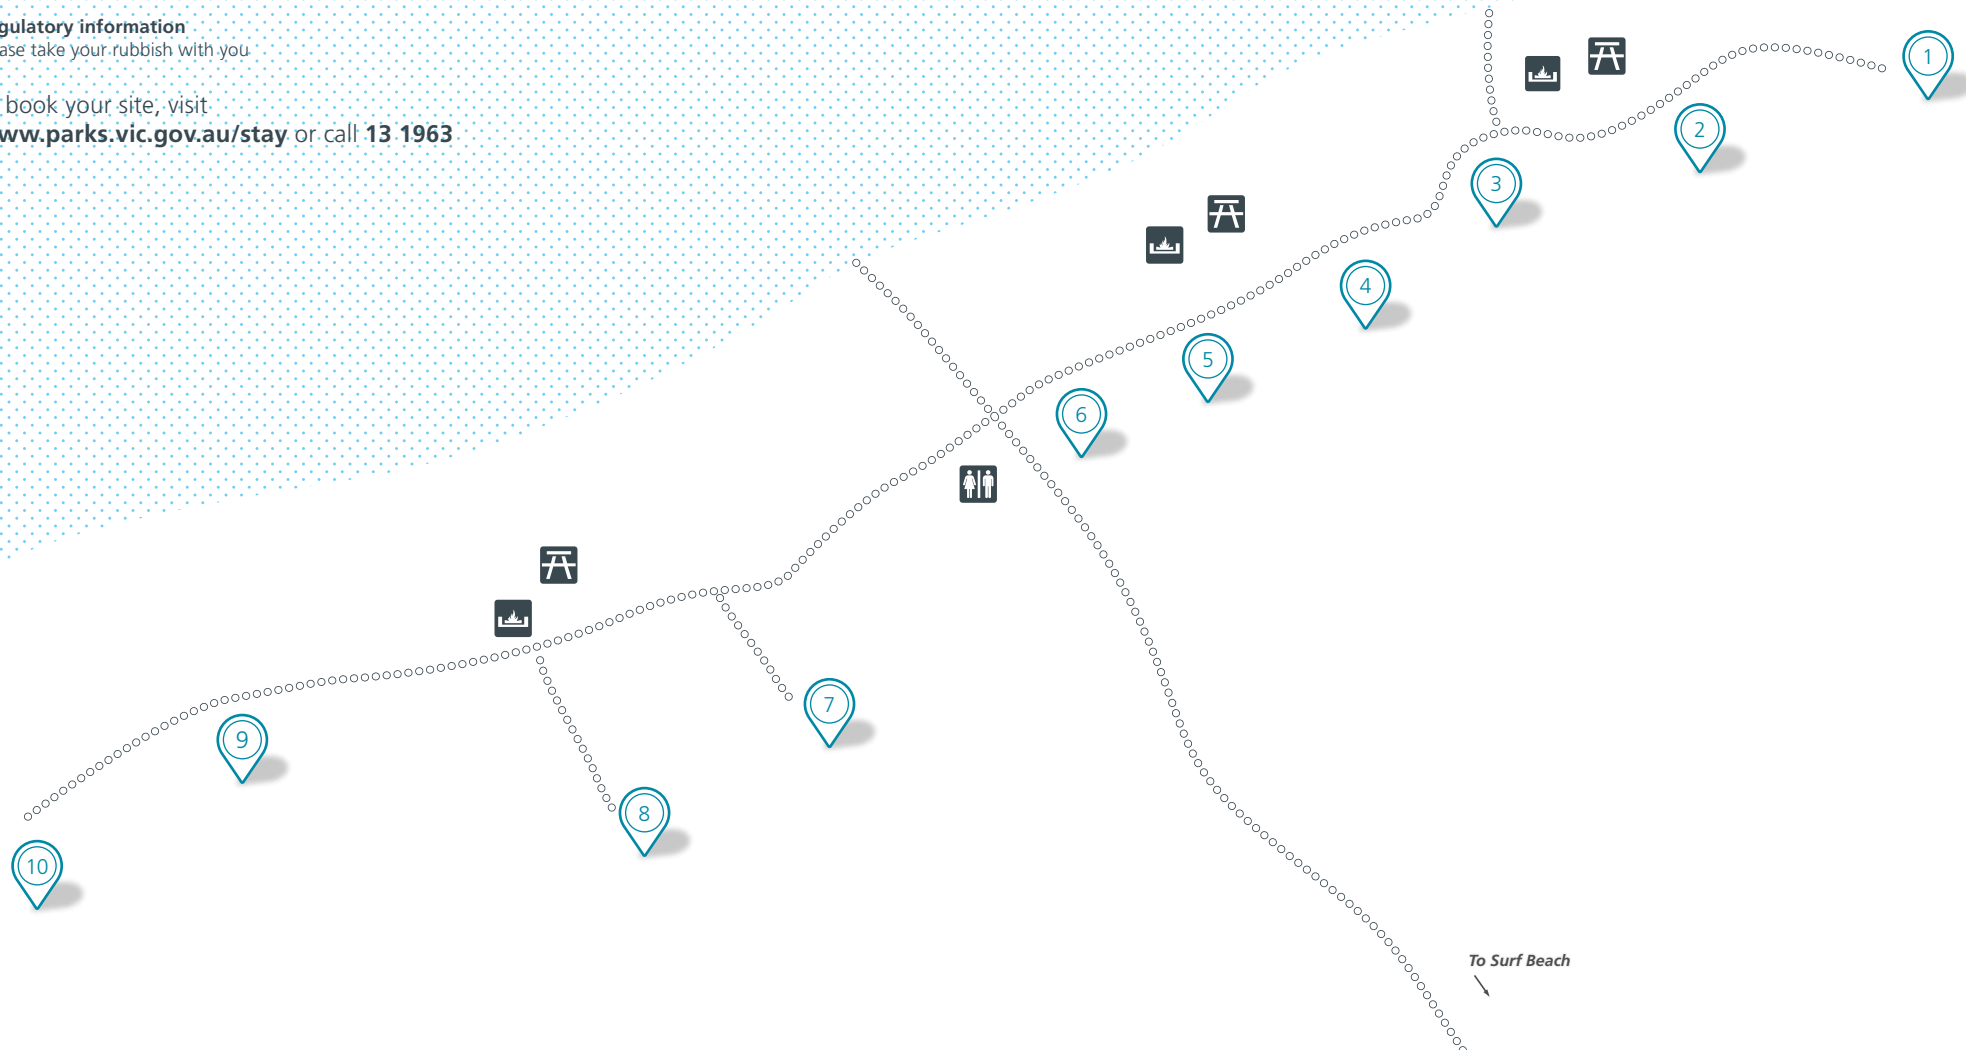 gulatory information
ase take your rubbish with you
book your site, visit
ww.parks.vic.gov.au/stay or call 13 1963
1
2
3
4
5
6
7
8
9
10
To Surf Beach